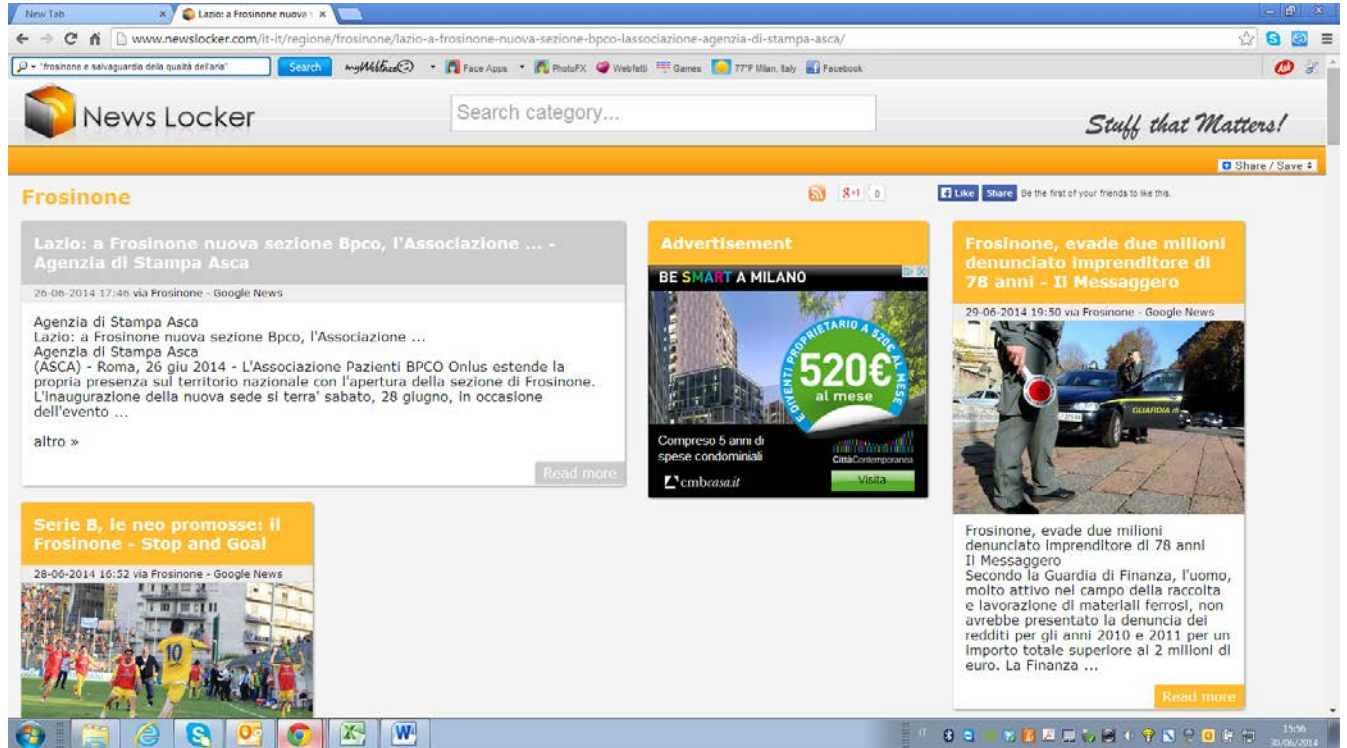 New Tab
Lazio: a Frosinone nuova s
www.newslocker.com/it-it/regione/frosinone/lazio-a-frosinone-nuova-sezione-bpco-lassociazione-agenzia-di-stampa-asca/
"frosinone e salvaguardia della qualità dell'aria"
Search
myWebFace
Face Apps
PhotoFX
Webfetti
Games
77°F Milan, Italy
Facebook
Ask
News Locker
Search category...
Stuff that Matters!
Share / Save
Frosinone
g+1 0
Like Share Be the first of your friends to like this.
Lazio: a Frosinone nuova sezione Bpco, l'Associazione ... -
Agenzia di Stampa Asca
26-06-2014 17:46 via Frosinone - Google News
Agenzia di Stampa Asca
Lazio: a Frosinone nuova sezione Bpco, l'Associazione ...
Agenzia di Stampa Asca
(ASCA) - Roma, 26 giu 2014 - L'Associazione Pazienti BPCO Onlus estende la
propria presenza sul territorio nazionale con l'apertura della sezione di Frosinone.
L'inaugurazione della nuova sede si terra' sabato, 28 giugno, in occasione
dell'evento ...
altro »
Read more
Advertisement
BE SMART A MILANO
E DIVENTI PROPRIETARIO A 520€ AL MESE
520€
al mese
Compreso 5 anni di
spese condominiali
CittàContemporanea
cmbcasa.it
Visita
Frosinone, evade due milioni
denunciato imprenditore di
78 anni - Il Messaggero
29-06-2014 19:50 via Frosinone - Google News
GUARDIA di
Frosinone, evade due milioni
denunciato imprenditore di 78 anni
Il Messaggero
Secondo la Guardia di Finanza, l'uomo,
molto attivo nel campo della raccolta
e lavorazione di materiali ferrosi, non
avrebbe presentato la denuncia dei
redditi per gli anni 2010 e 2011 per un
importo totale superiore ai 2 milioni di
euro. La Finanza ...
Read more
Serie B, le neo promosse: il
Frosinone - Stop and Goal
28-06-2014 16:52 via Frosinone - Google News
10
IT
15:56
30/06/2014